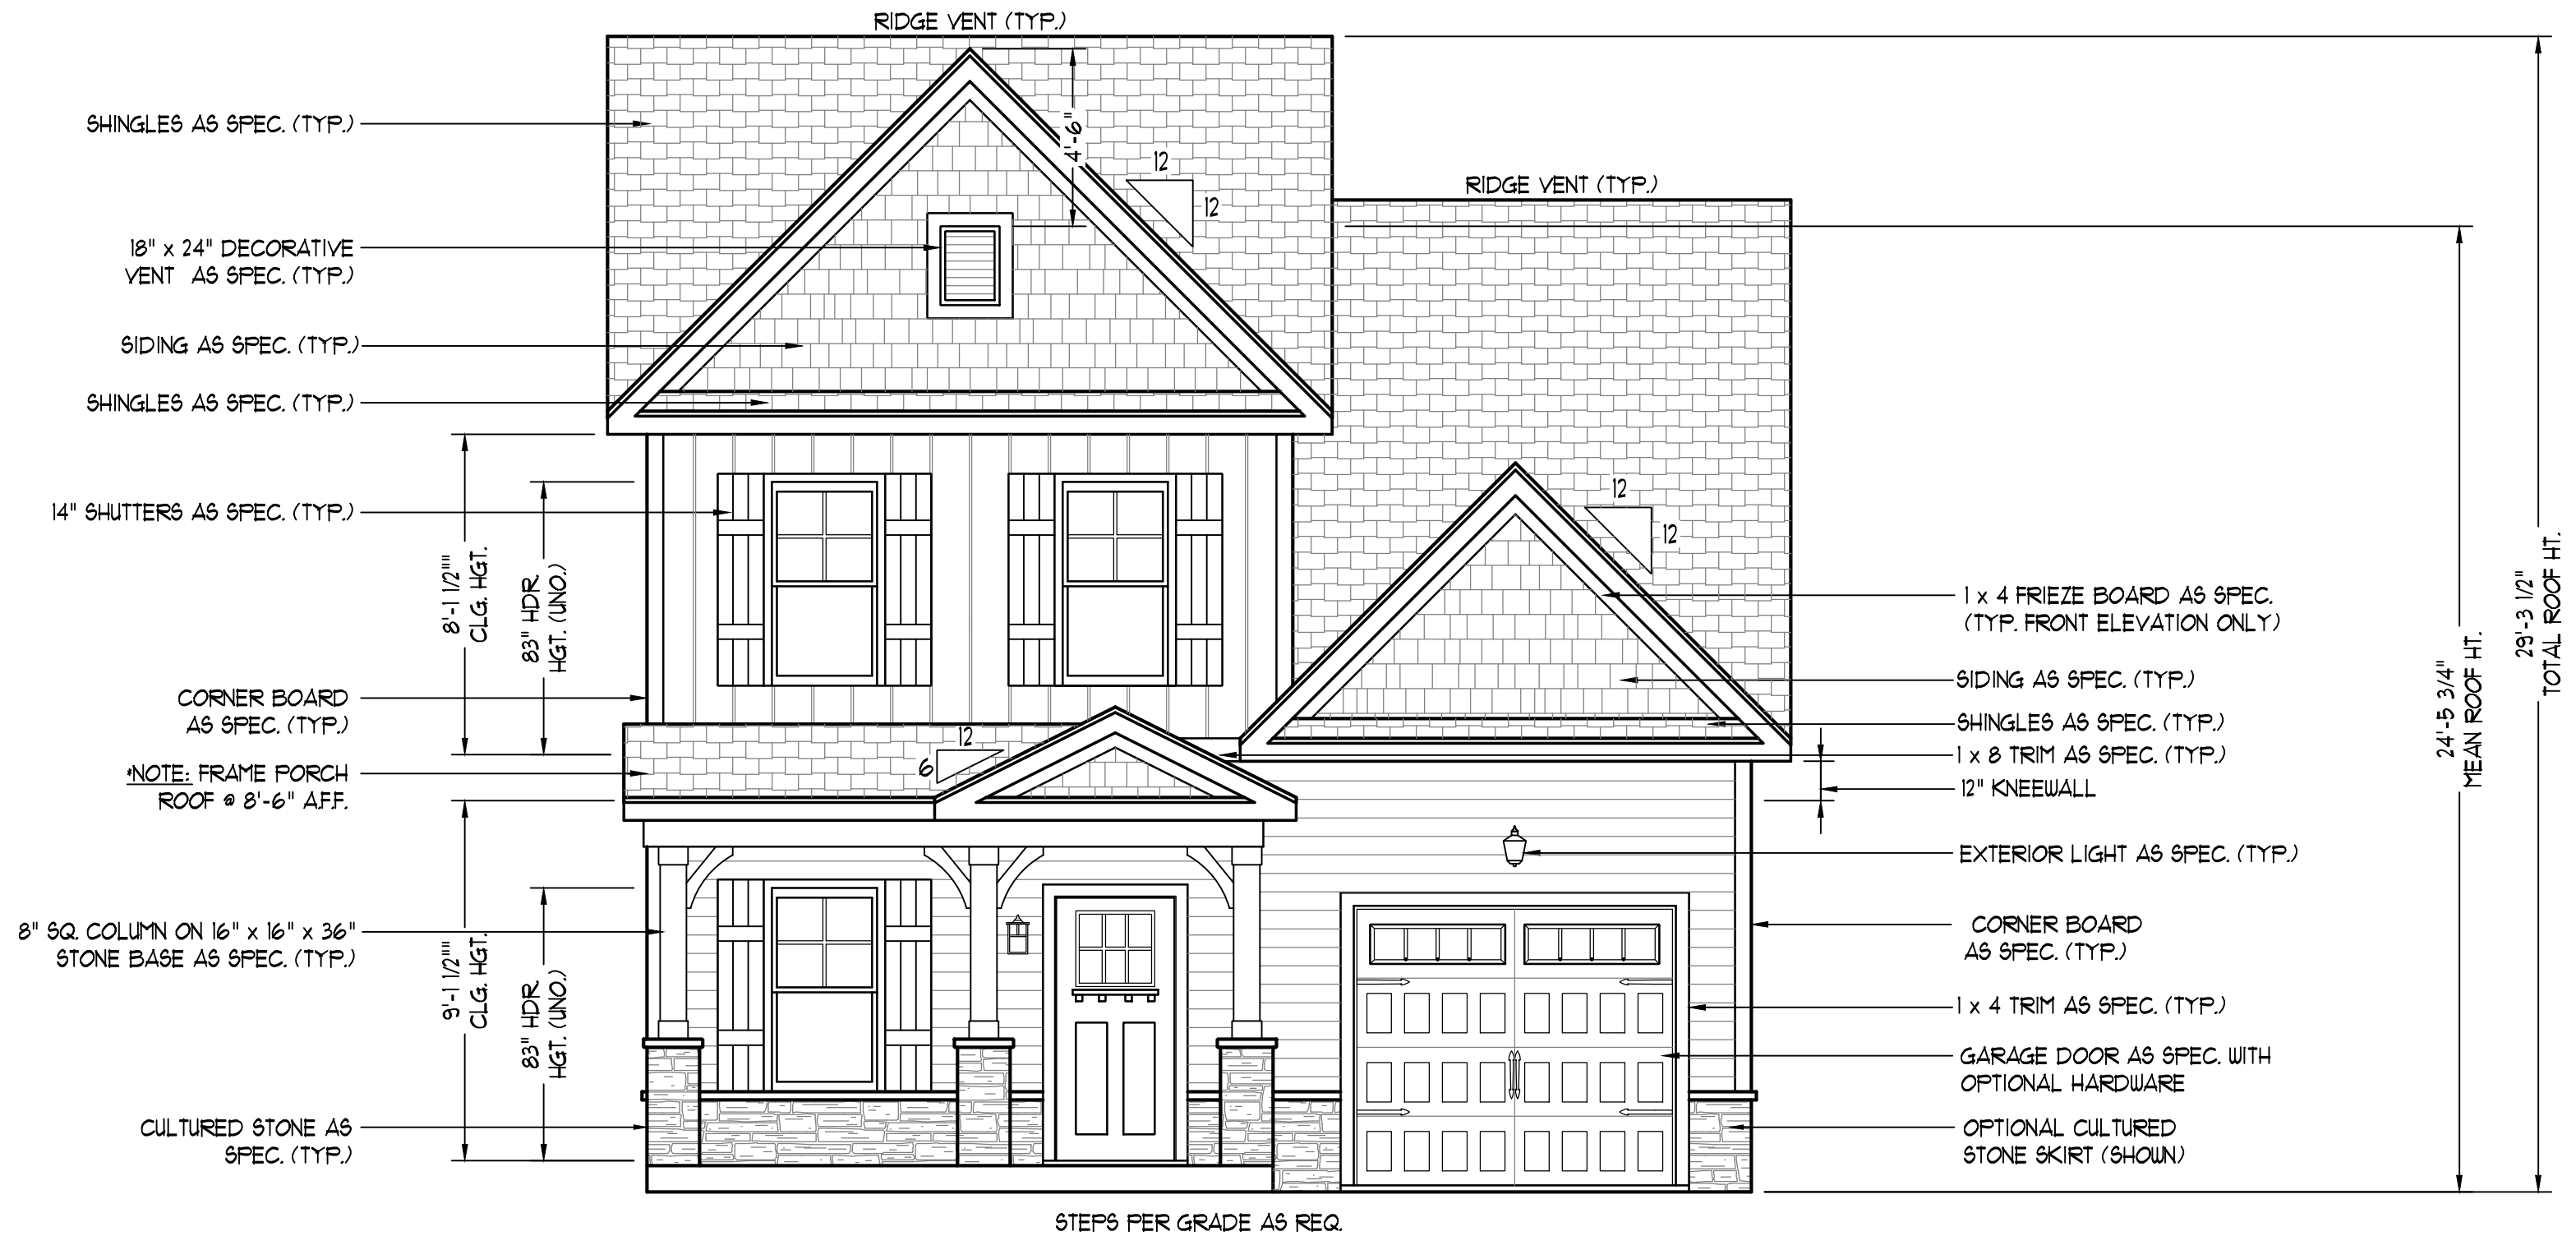 RIDGE VENT (TYP.)
SHINGLES AS SPEC. (TYP.)
4'-6"
12
12
RIDGE VENT (TYP.)
18" x 24" DECORATIVE
VENT AS SPEC. (TYP.)
SIDING AS SPEC. (TYP.)
SHINGLES AS SPEC. (TYP.)
14" SHUTTERS AS SPEC. (TYP.)
8'-1 1/2""
CLG. HGT.
83" HDR
HGT. (UNO.)
12
12
CORNER BOARD
AS SPEC. (TYP.)
*NOTE: FRAME PORCH
ROOF @ 8'-6" A.F.F.
12
6
8" SQ. COLUMN ON 16" x 16" x 36"
STONE BASE AS SPEC. (TYP.)
9'-1 1/2""
CLG. HGT.
83" HDR
HGT. (UNO.)
CULTURED STONE AS
SPEC. (TYP.)
1 x 4 FRIEZE BOARD AS SPEC.
(TYP. FRONT ELEVATION ONLY)
SIDING AS SPEC. (TYP.)
SHINGLES AS SPEC. (TYP.)
1 x 8 TRIM AS SPEC. (TYP.)
12" KNEEWALL
EXTERIOR LIGHT AS SPEC. (TYP.)
CORNER BOARD
AS SPEC. (TYP.)
1 x 4 TRIM AS SPEC. (TYP.)
GARAGE DOOR AS SPEC. WITH
OPTIONAL HARDWARE
OPTIONAL CULTURED
STONE SKIRT (SHOWN)
24'-5 3/4"
MEAN ROOF HT.
29'-3 1/2"
TOTAL ROOF HT.
STEPS PER GRADE AS REQ.